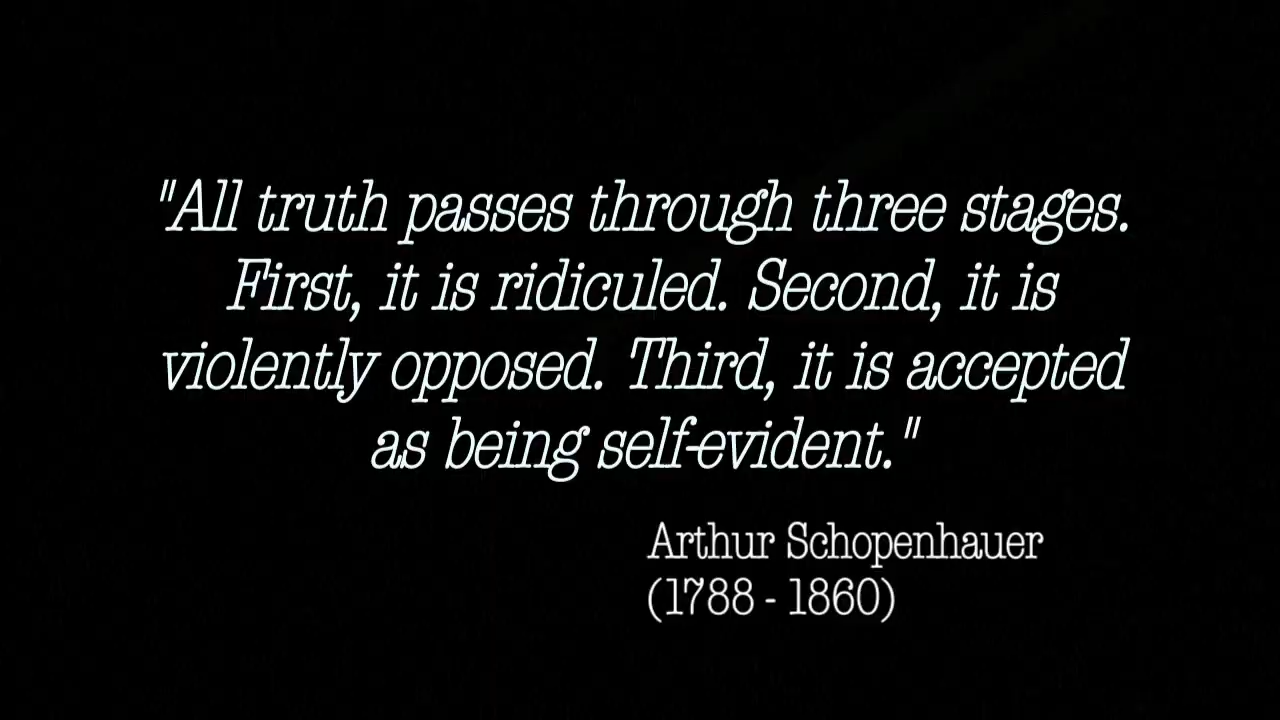 "All truth passes through three stages.
First, it is ridiculed. Second, it is
violently opposed. Third, it is accepted
as being self-evident."
Arthur Schopenhauer
(1788 - 1860)